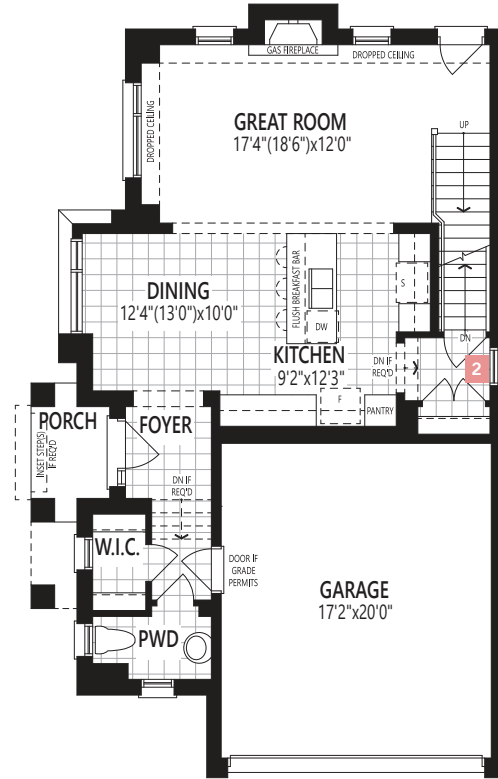 GAS FIREPLACE
DROPPED CEILING
DROPPED CEILING
GREAT ROOM
17'4"(18'6")x12'0"
UP
DINING
12'4"(13'0")x10'0"
FLUSH BREAKFAST BAR
S
DW
KITCHEN
9'2"x12'3"
DN IF
REQ'D
DN
2
F
PANTRY
PORCH
INSET STEP(S)
IF REQ'D
FOYER
DN IF
REQ'D
W.I.C.
DOOR IF
GRADE
PERMITS
PWD
GARAGE
17'2"x20'0"